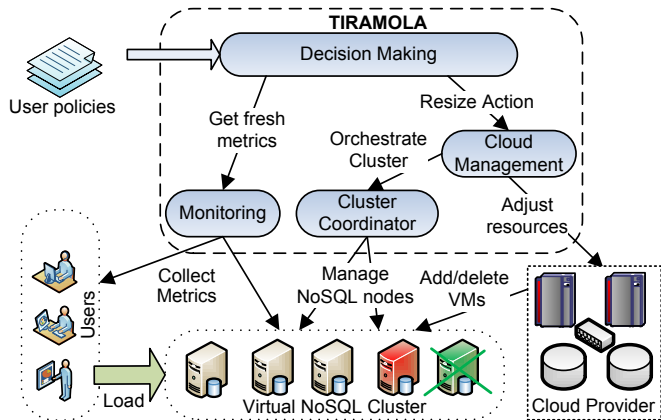 TIRAMOLA
Decision Making
User policies
Get fresh
metrics
Resize Action
Orchestrate
Cluster
Cloud
Management
Monitoring
Cluster
Coordinator
Adjust
resources
Collect
Metrics
Manage
NoSQL nodes
Add/delete
VMs
Users
Load
Virtual NoSQL Cluster
Cloud Provider